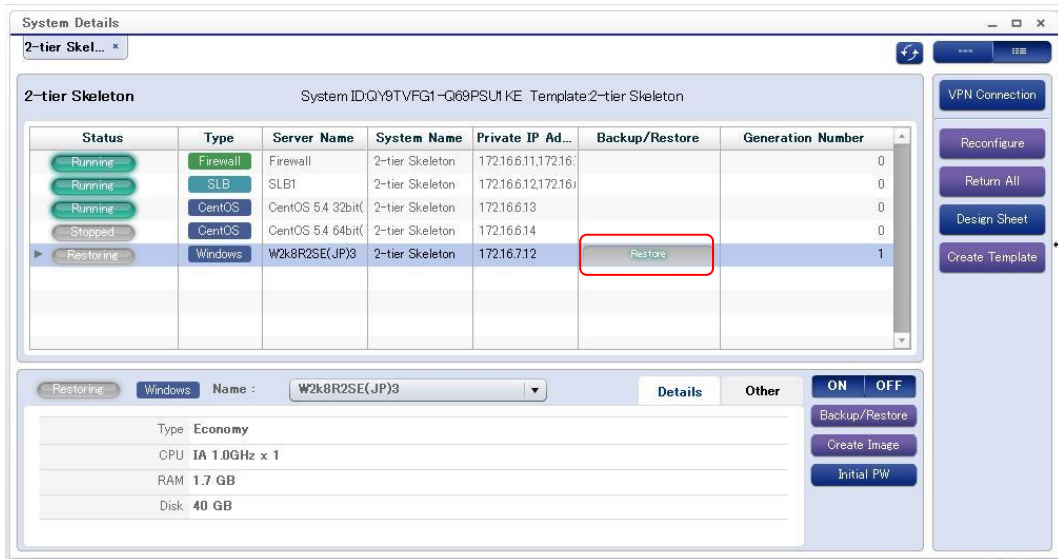 System Details
2-tier Skel... ×
2-tier Skeleton System ID:QY9TVFG1-Q69PSU1KE Template:2-tier Skeleton
VPN Connection
Reconfigure
Return All
Design Sheet
Create Template
Status Type Server Name System Name Private IP Ad... Backup/Restore Generation Number
Running Firewall Firewall 2-tier Skeleton 172.16.6.11,172.16. 0
Running SLB SLB1 2-tier Skeleton 172.16.6.12,172.16. 0
Running CentOS CentOS 5.4 32bit( 2-tier Skeleton 172.16.6.13 0
Stopped CentOS CentOS 5.4 64bit( 2-tier Skeleton 172.16.6.14 0
Restoring Windows W2k8R2SE(JP)3 2-tier Skeleton 172.16.7.12 Restore 1
Restoring Windows Name : W2k8R2SE(JP)3 Details Other ON OFF
Backup/Restore
Create Image
Initial PW
Type Economy
CPU IA 1.0GHz x 1
RAM 1.7 GB
Disk 40 GB